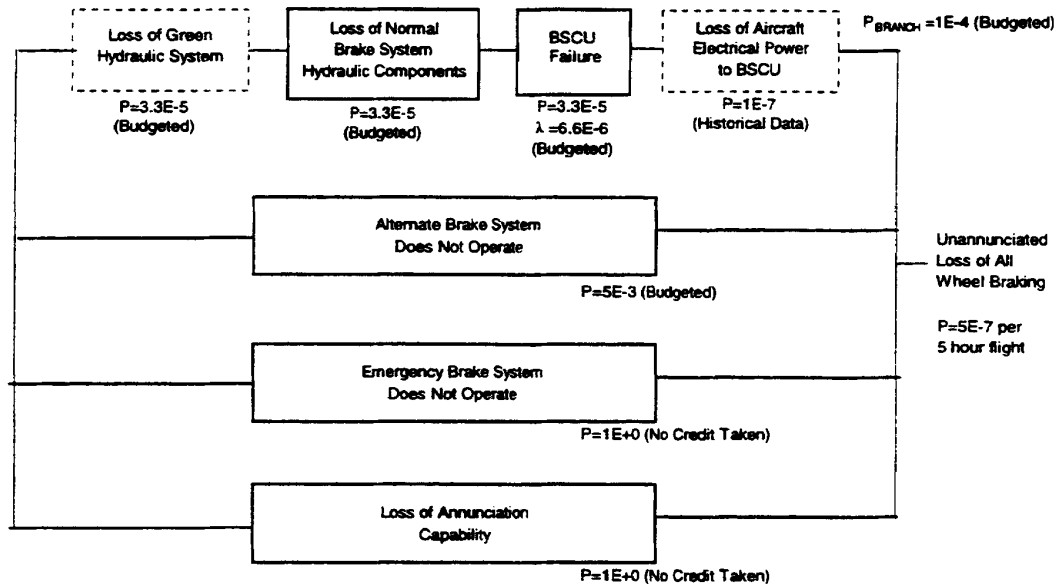 Loss of Green
Hydraulic System
P=3.3E-5
(Budgeted)
Loss of Normal
Brake System
Hydraulic Components
P=3.3E-5
(Budgeted)
BSCU
Failure
P=3.3E-5
λ =6.6E-6
(Budgeted)
Loss of Aircraft
Electrical Power
to BSCU
P=1E-7
(Historical Data)
PBRANCH =1E-4 (Budgeted)
Alternate Brake System
Does Not Operate
P=5E-3 (Budgeted)
Emergency Brake System
Does Not Operate
P=1E+0 (No Credit Taken)
Loss of Annunciation
Capability
P=1E+0 (No Credit Taken)
Unannunciated
Loss of All
Wheel Braking
P=5E-7 per
5 hour flight